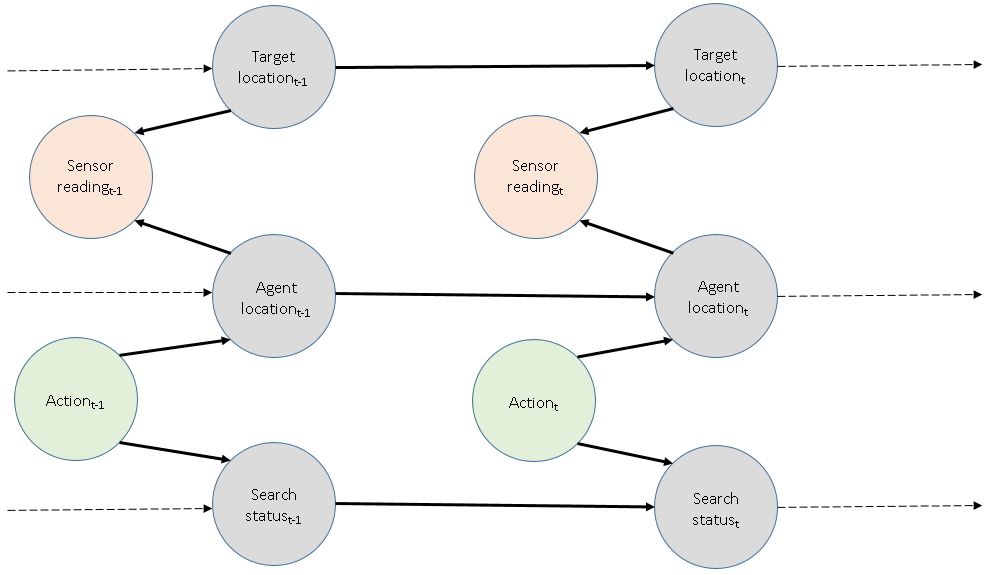 Target
location t-1
Target
location t
Sensor
reading t-1
Sensor
reading t
Agent
location t-1
Agent
location t
Action t-1
Action t
Search
status t-1
Search
status t